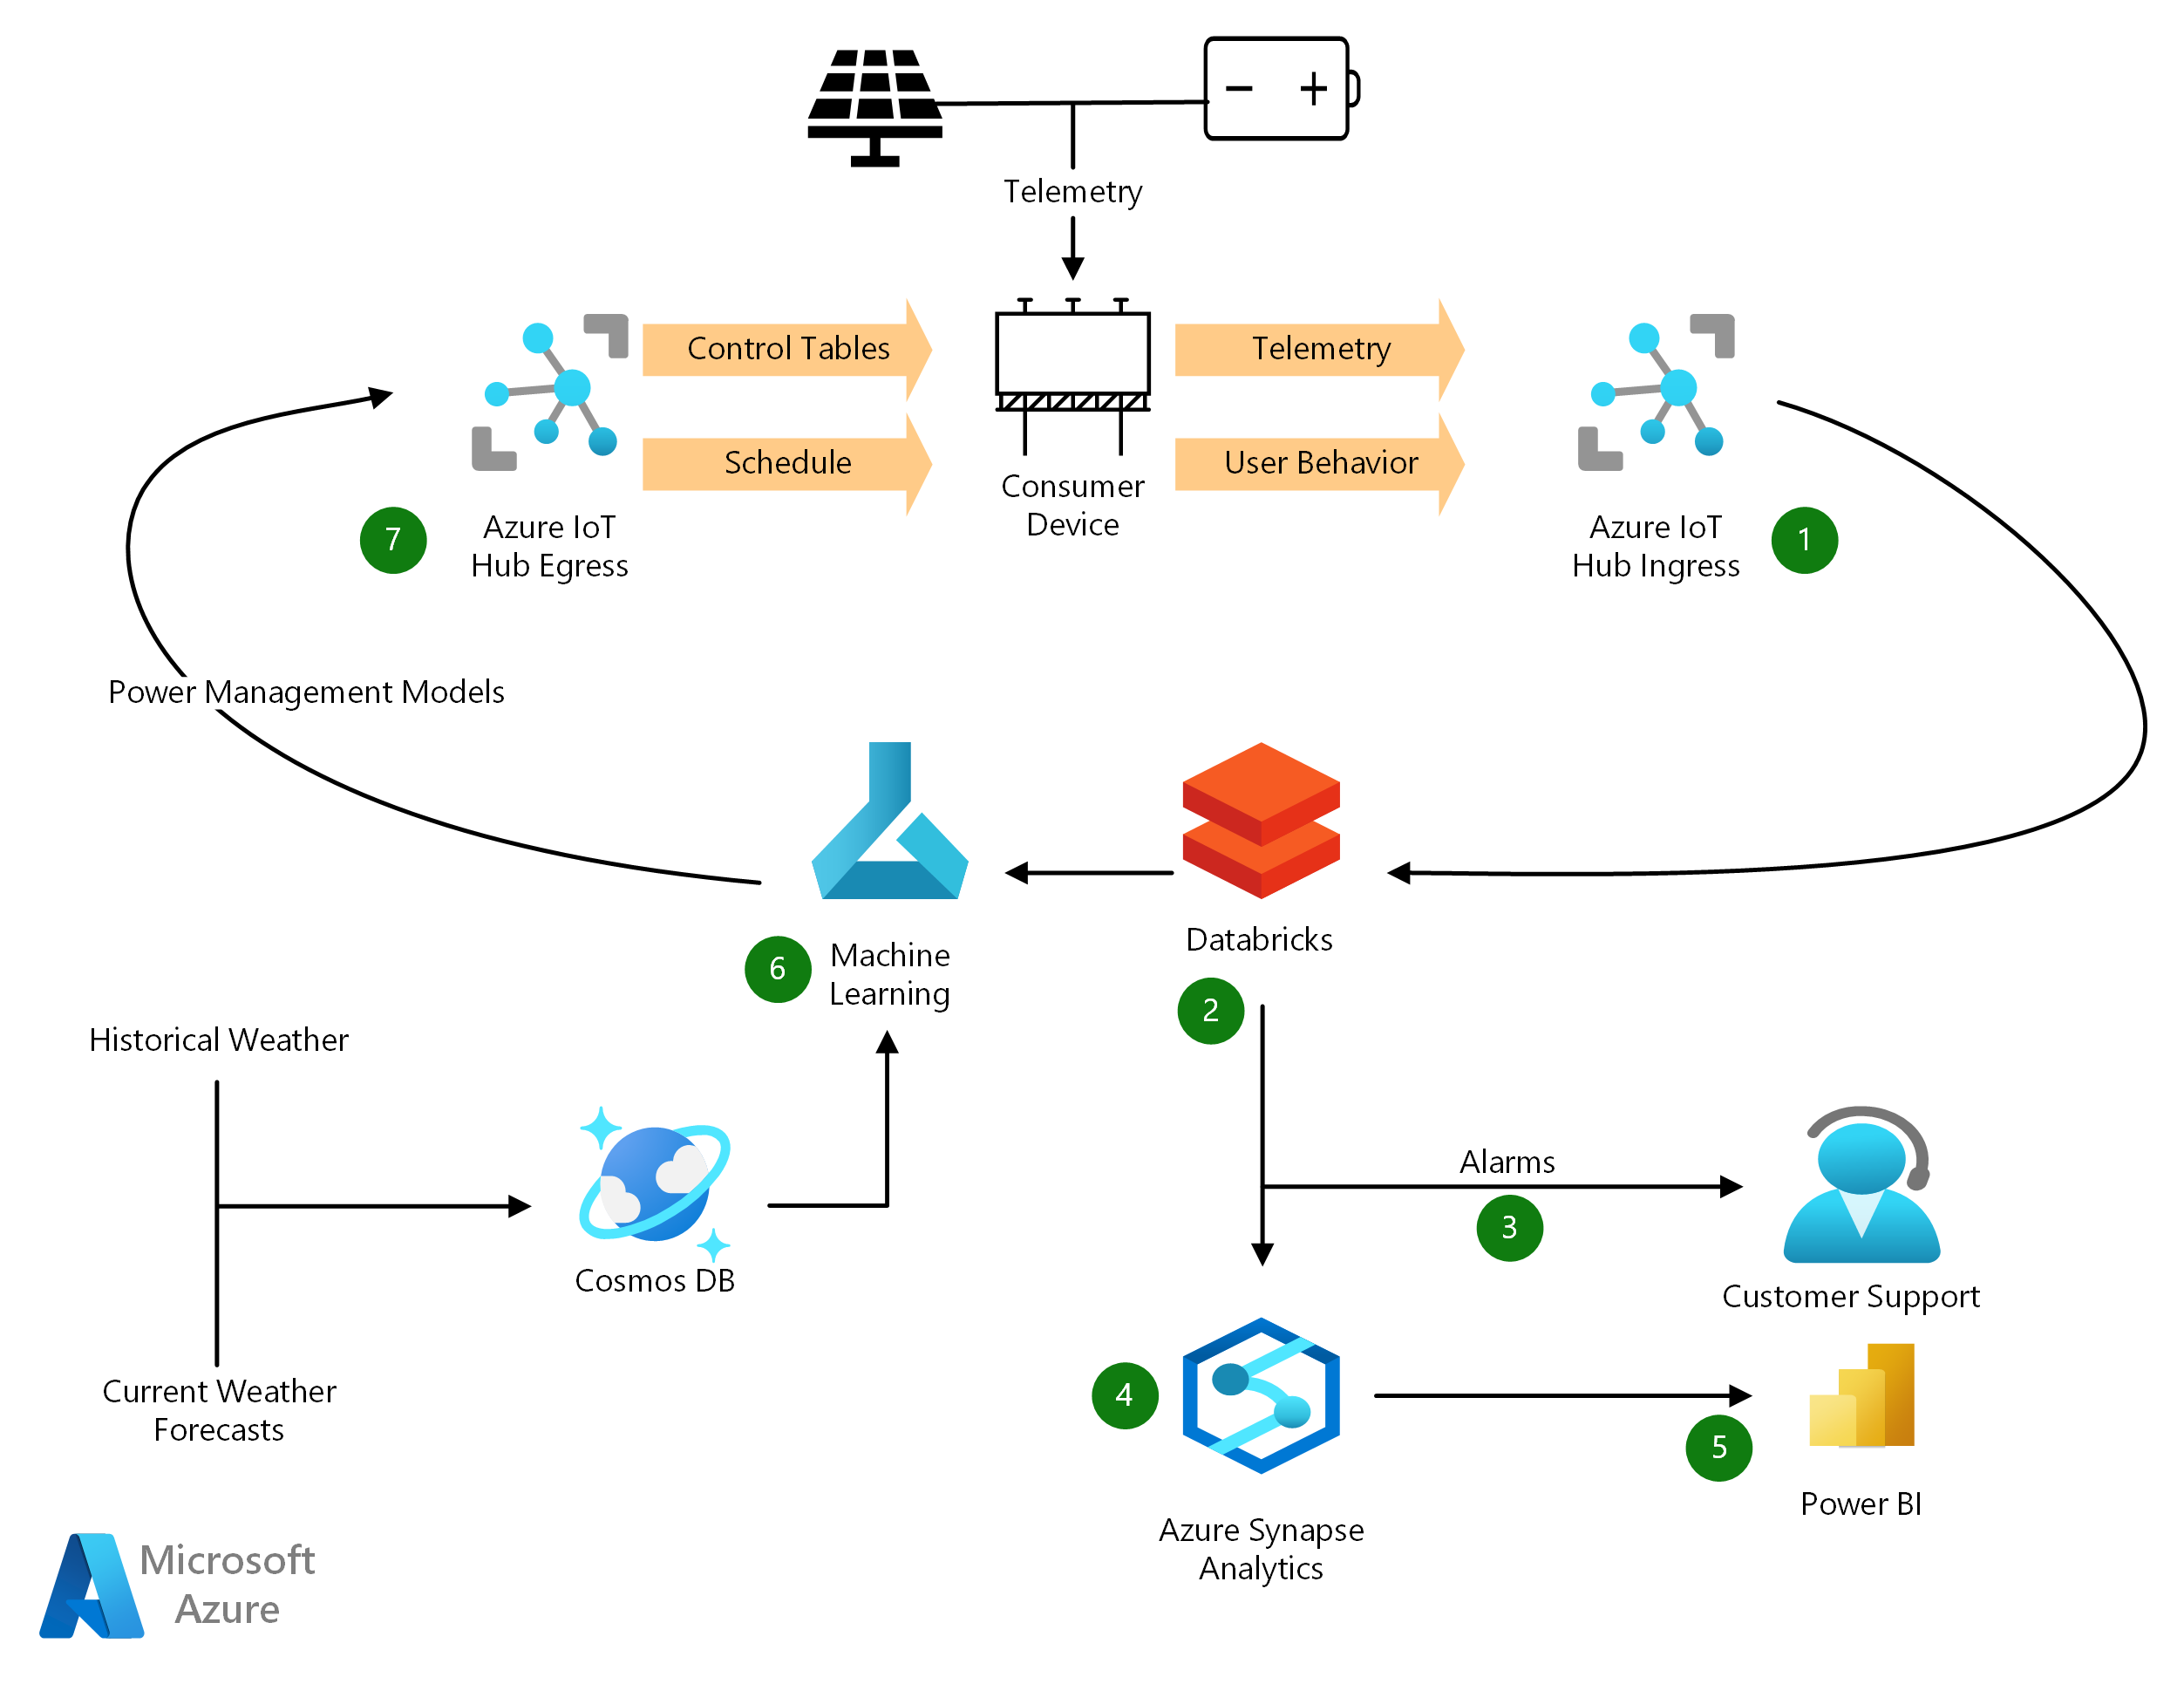 − +
Telemetry
Control Tables
Telemetry
Schedule
User Behavior
Consumer
Device
7
Azure IoT
Hub Egress
Azure IoT
Hub Ingress
1
Power Management Models
Databricks
6
Machine
Learning
2
Historical Weather
Alarms
3
Cosmos DB
Customer Support
Current Weather
Forecasts
4
5
Power BI
Azure Synapse
Analytics
Microsoft
Azure